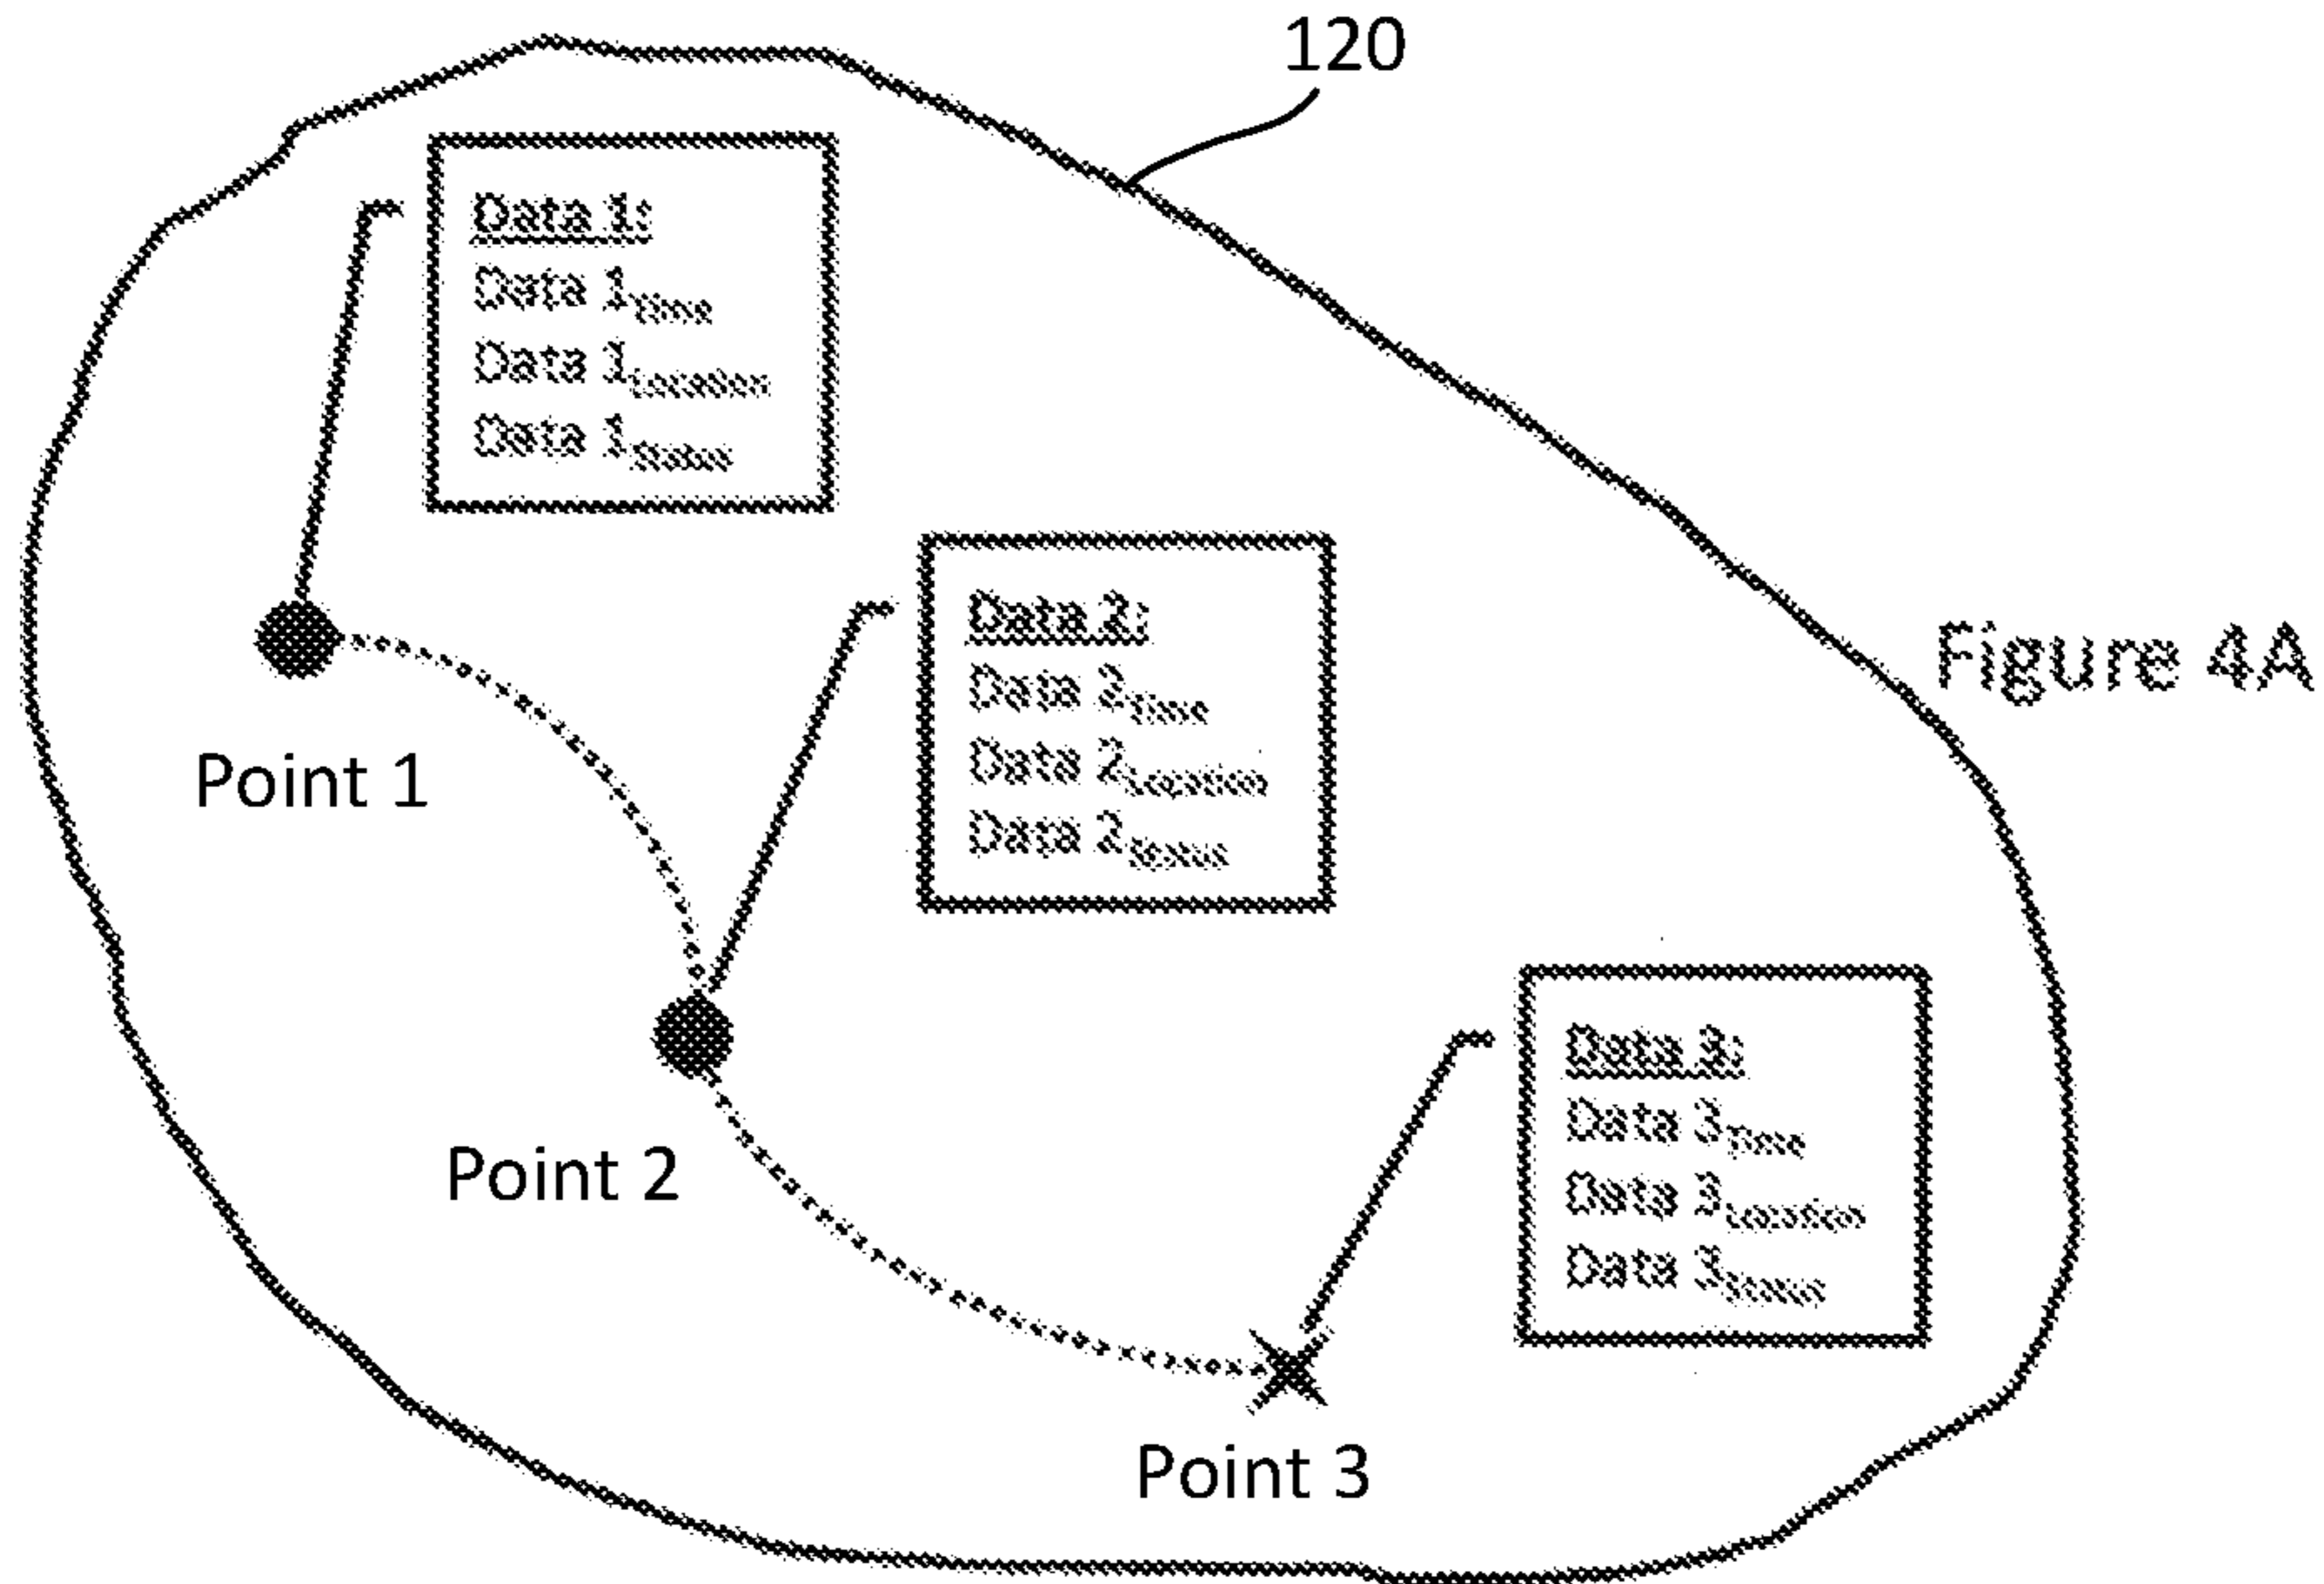 120
Data 1:
Data 1Time
Data 1Location
Data 1Status
Data 2:
Data 2Time
Data 2Location
Data 2Status
Figure 4A
Point 1
Point 2
Data 3:
Data 3Time
Data 3Location
Data 3Status
Point 3